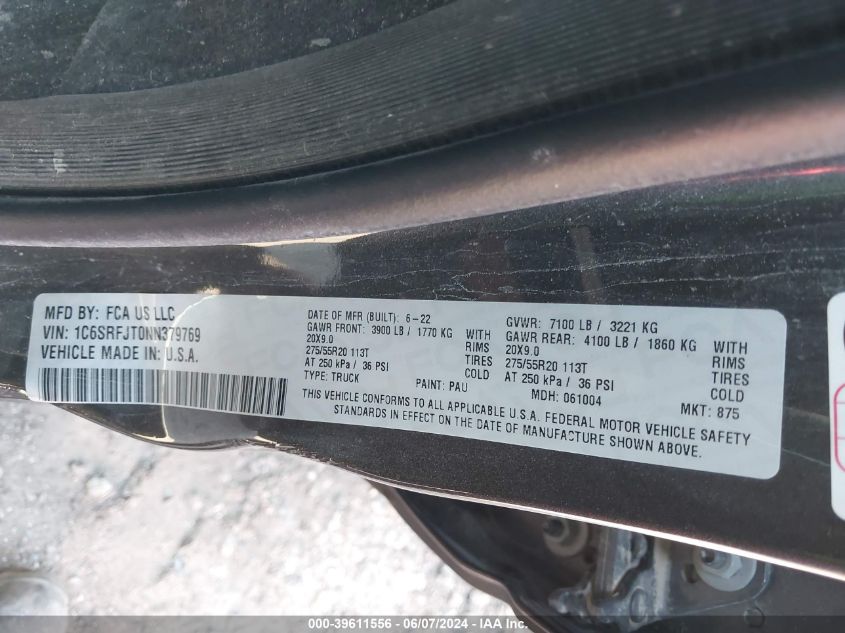 MFD BY: FCA US LLC
VIN: 1C6SRFJT0NN379769
VEHICLE MADE IN U.S.A.
DATE OF MFR (BUILT): 6-22
GAWR FRONT: 3900 LB / 1770 KG WITH
20X9.0 RIMS
275/55R20 113T TIRES
AT 250 kPa / 36 PSI COLD
TYPE: TRUCK PAINT: PAU
GVWR: 7100 LB / 3221 KG
GAWR REAR: 4100 LB / 1860 KG WITH
20X9.0 RIMS
275/55R20 113T TIRES
AT 250 kPa / 36 PSI COLD
MDH: 061004 MKT: 875
THIS VEHICLE CONFORMS TO ALL APPLICABLE U.S.A. FEDERAL MOTOR VEHICLE SAFETY
STANDARDS IN EFFECT ON THE DATE OF MANUFACTURE SHOWN ABOVE.
000-39611556 - 06/07/2024 - IAAI.com